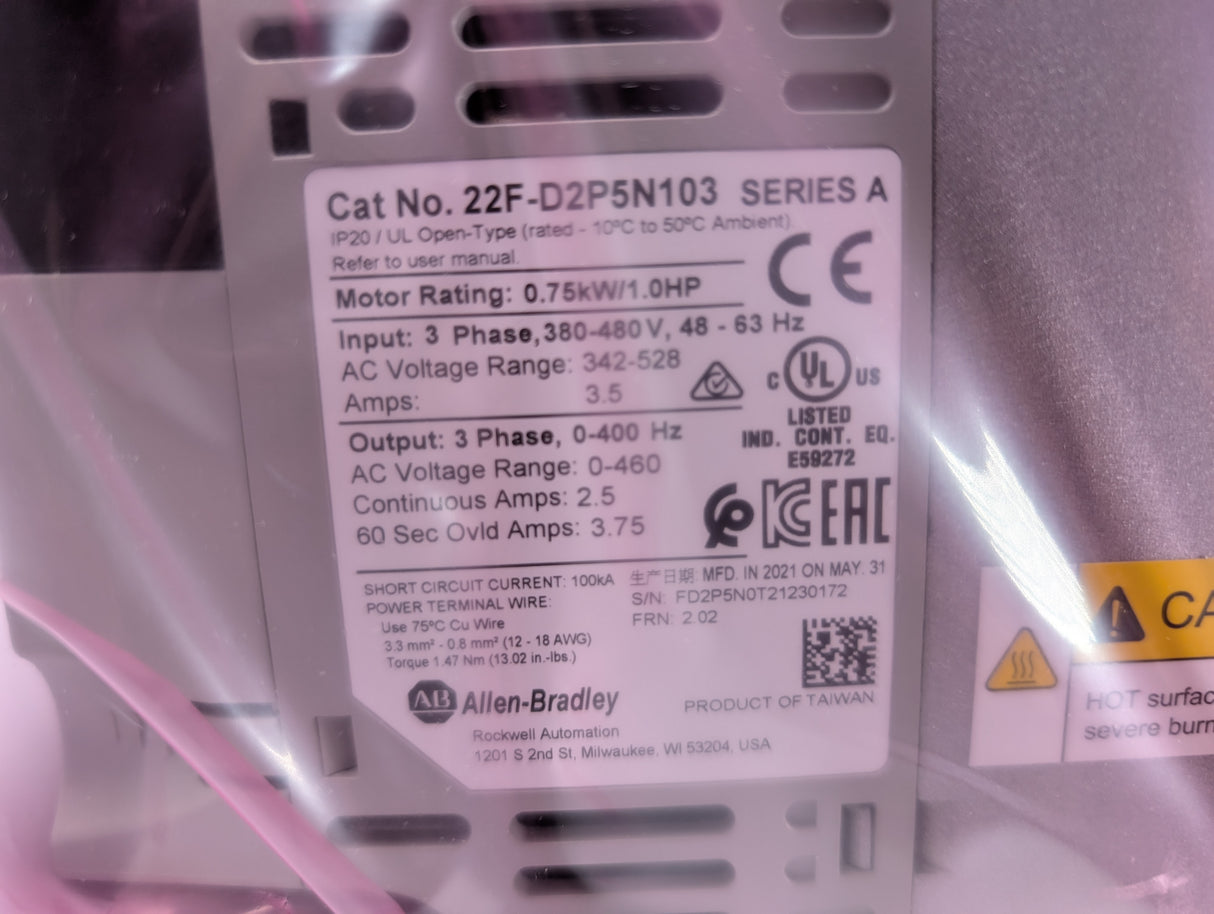 Cat No. 22F-D2P5N103 SERIES A
IP20 / UL Open-Type (rated - 10ºC to 50ºC Ambient).
Refer to user manual.
CE
Motor Rating: 0.75kW/1.0HP
Input: 3 Phase,380-480V, 48 - 63 Hz
AC Voltage Range: 342-528
Amps: 3.5
C UL US
LISTED
IND. CONT. EQ.
E59272
Output: 3 Phase, 0-400 Hz
AC Voltage Range: 0-460
Continuous Amps: 2.5
60 Sec Ovld Amps: 3.75
KC EAC
SHORT CIRCUIT CURRENT: 100kA
POWER TERMINAL WIRE:
Use 75ºC Cu Wire
3.3 mm² - 0.8 mm² (12 - 18 AWG)
Torque 1.47 Nm (13.02 in.-lbs.)
生产日期: MFD. IN 2021 ON MAY. 31
S/N: FD2P5N0T21230172
FRN: 2.02
AB Allen-Bradley
PRODUCT OF TAIWAN
Rockwell Automation
1201 S 2nd St, Milwaukee, WI 53204, USA
CA
HOT surfac
severe burn